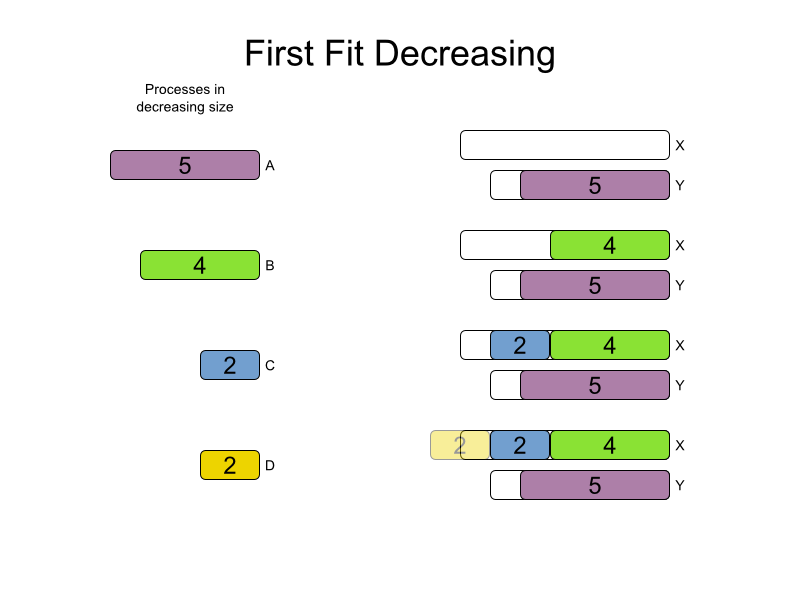 First Fit Decreasing
Processes in
decreasing size
X
5 A
5 Y
4 X
4 B
5 Y
2 4 X
2 C
5 Y
2 2 4 X
2 D
5 Y